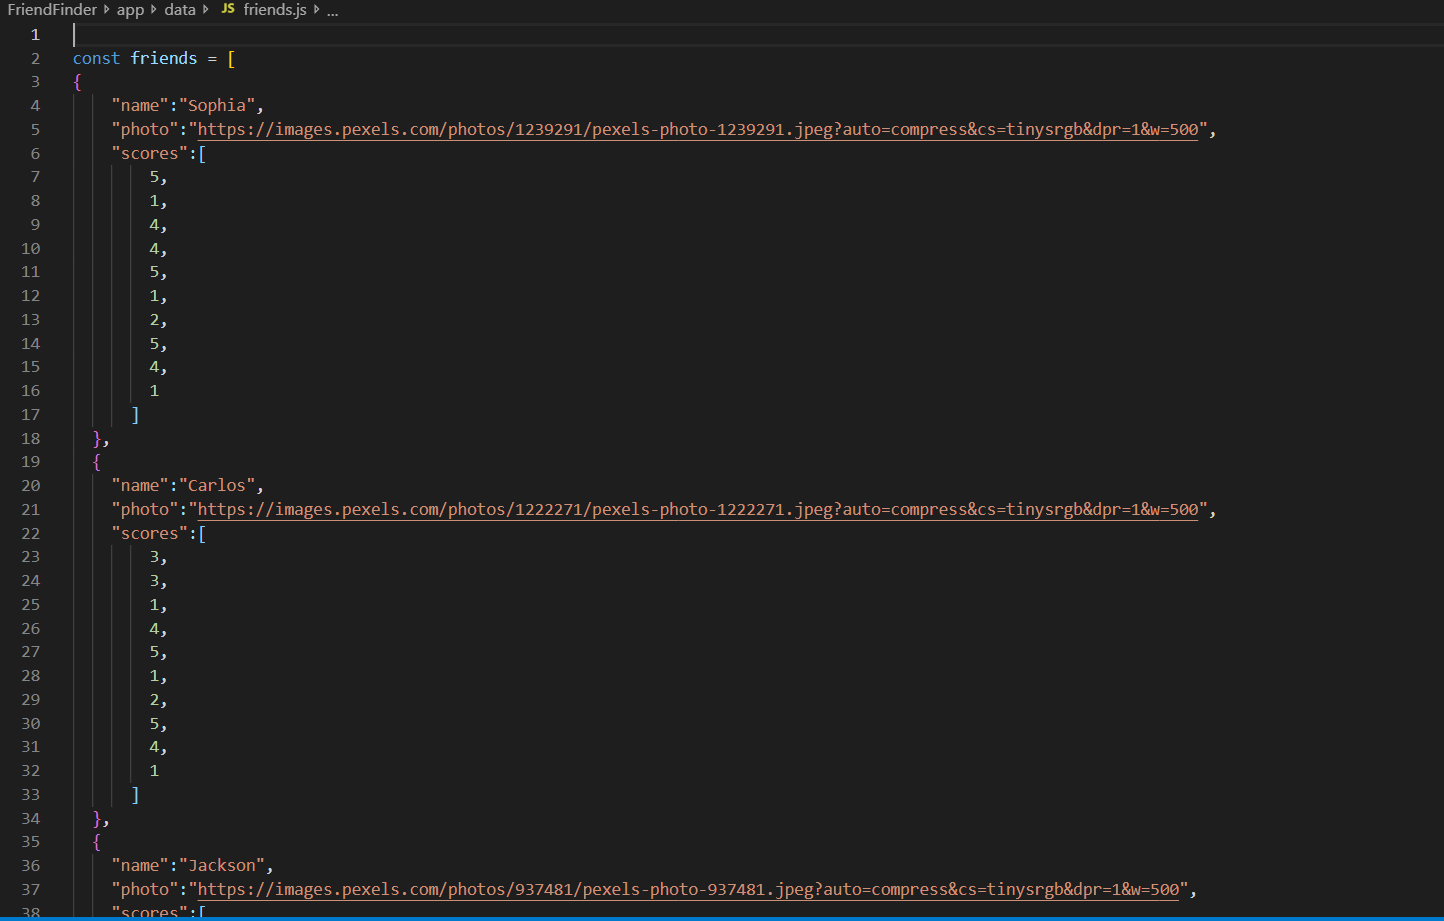 FriendFinder > app > data > JS friends.js > ...
1
2 const friends = [
3 {
4 "name":"Sophia",
5 "photo":"https://images.pexels.com/photos/1239291/pexels-photo-1239291.jpeg?auto=compress&cs=tinysrgb&dpr=1&w=500",
6 "scores":[
7 5,
8 1,
9 4,
10 4,
11 5,
12 1,
13 2,
14 5,
15 4,
16 1
17 ]
18 },
19 {
20 "name":"Carlos",
21 "photo":"https://images.pexels.com/photos/1222271/pexels-photo-1222271.jpeg?auto=compress&cs=tinysrgb&dpr=1&w=500",
22 "scores":[
23 3,
24 3,
25 1,
26 4,
27 5,
28 1,
29 2,
30 5,
31 4,
32 1
33 ]
34 },
35 {
36 "name":"Jackson",
37 "photo":"https://images.pexels.com/photos/937481/pexels-photo-937481.jpeg?auto=compress&cs=tinysrgb&dpr=1&w=500",
38 "scores":[